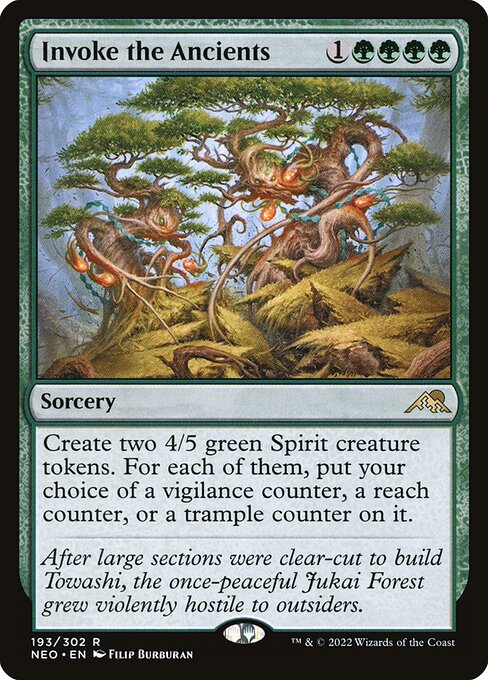 Invoke the Ancients 1
Sorcery
Create two 4/5 green Spirit creature
tokens. For each of them, put your
choice of a vigilance counter, a reach
counter, or a trample counter on it.
After large sections were clear-cut to build
Towashi, the once-peaceful Jukai Forest
grew violently hostile to outsiders.
193/302 R
NEO • EN Filip Burburan
™ & © 2022 Wizards of the Coast